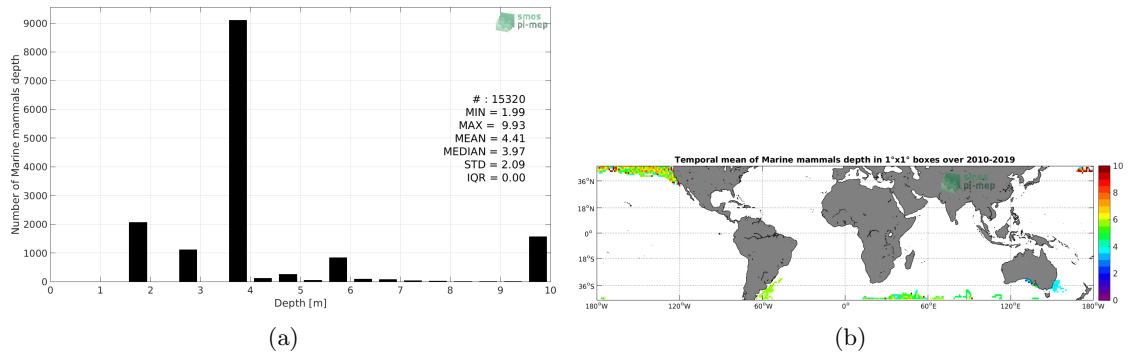 9000
8000
7000
6000
5000
4000
3000
2000
1000
0
Number of Marine mammals depth
smos
pi-mep
# : 15320
MIN = 1.99
MAX = 9.93
MEAN = 4.41
MEDIAN = 3.97
STD = 2.09
IQR = 0.00
0 1 2 3 4 5 6 7 8 9 10
Depth [m]
(a)
Temporal mean of Marine mammals depth in 1°x1° boxes over 2010-2019
smos
pi-mep
36°N
18°N
0°
18°S
36°S
180°W 120°W 60°W 0° 60°E 120°E 180°W
10
8
6
4
2
0
(b)